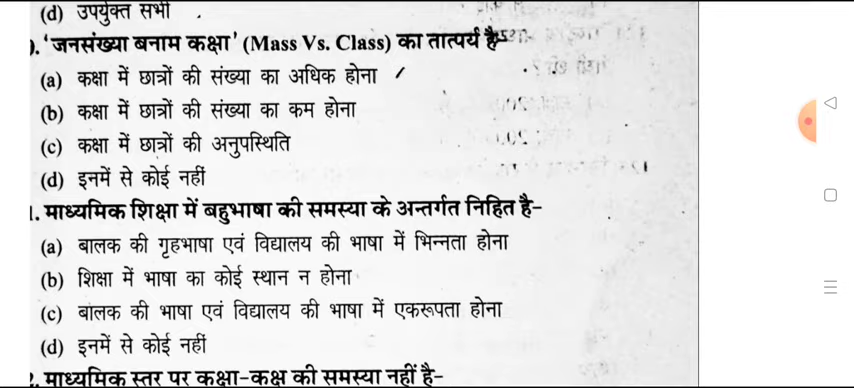 (d) उपर्युक्त सभी
'जनसंख्या बनाम कक्षा' (Mass Vs. Class) का तात्पर्य है-
(a) कक्षा में छात्रों की संख्या का अधिक होना
(b) कक्षा में छात्रों की संख्या का कम होना
(c) कक्षा में छात्रों की अनुपस्थिति
(d) इनमें से कोई नहीं
माध्यमिक शिक्षा में बहुभाषा की समस्या के अन्तर्गत निहित है-
(a) बालक की गृहभाषा एवं विद्यालय की भाषा में भिन्नता होना
(b) शिक्षा में भाषा का कोई स्थान न होना
(c) बालक की भाषा एवं विद्यालय की भाषा में एकरूपता होना
(d) इनमें से कोई नहीं
माध्यमिक स्तर पर कक्षा-कक्ष की समस्या नहीं है-